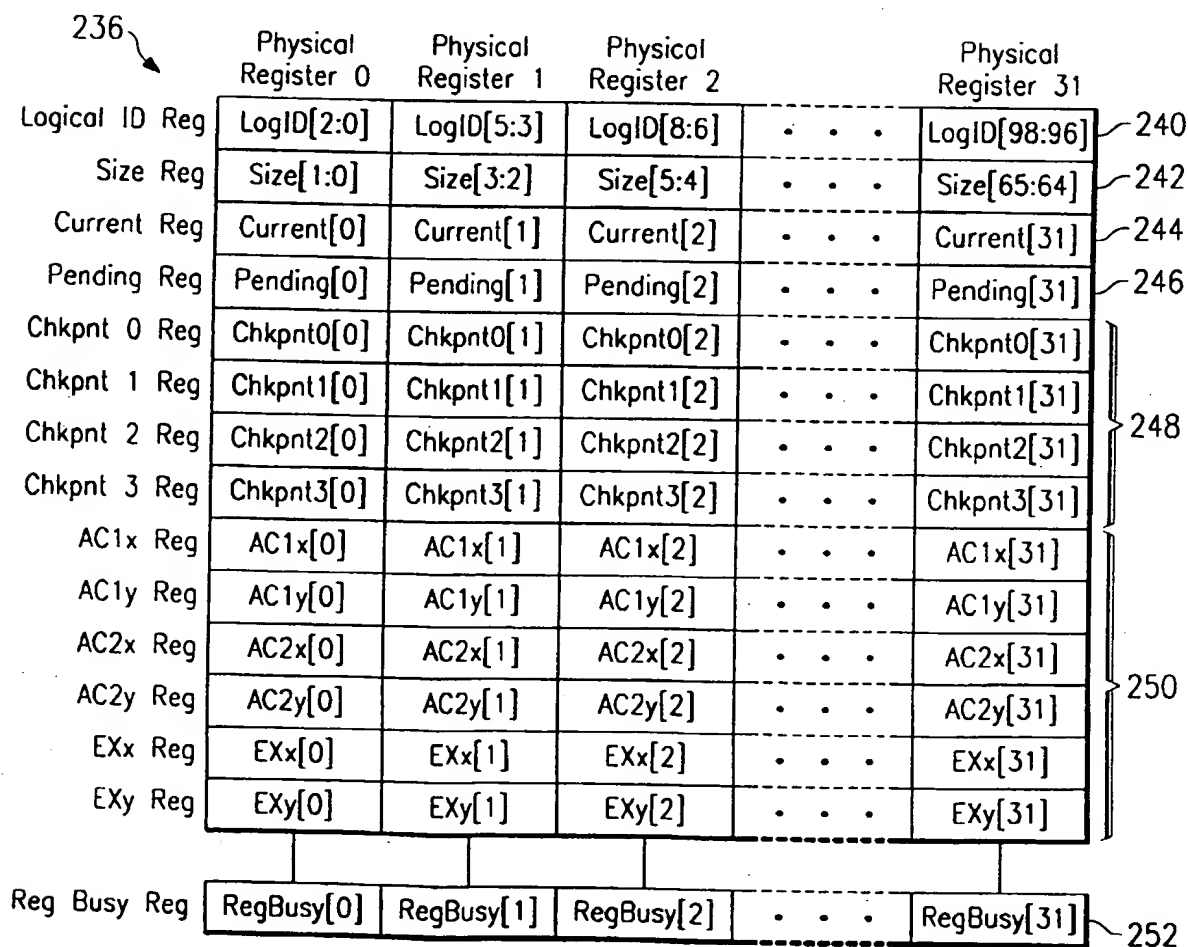 236
Physical Register 0 Physical Register 1 Physical Register 2 Physical Register 31
Logical ID Reg LogID[2:0] LogID[5:3] LogID[8:6] . . . LogID[98:96] 240
Size Reg Size[1:0] Size[3:2] Size[5:4] . . . Size[65:64] 242
Current Reg Current[0] Current[1] Current[2] . . . Current[31] 244
Pending Reg Pending[0] Pending[1] Pending[2] . . . Pending[31] 246
Chkpnt 0 Reg Chkpnt0[0] Chkpnt0[1] Chkpnt0[2] . . . Chkpnt0[31]
Chkpnt 1 Reg Chkpnt1[0] Chkpnt1[1] Chkpnt1[2] . . . Chkpnt1[31]
Chkpnt 2 Reg Chkpnt2[0] Chkpnt2[1] Chkpnt2[2] . . . Chkpnt2[31] 248
Chkpnt 3 Reg Chkpnt3[0] Chkpnt3[1] Chkpnt3[2] . . . Chkpnt3[31]
AC1x Reg AC1x[0] AC1x[1] AC1x[2] . . . AC1x[31]
AC1y Reg AC1y[0] AC1y[1] AC1y[2] . . . AC1y[31]
AC2x Reg AC2x[0] AC2x[1] AC2x[2] . . . AC2x[31]
AC2y Reg AC2y[0] AC2y[1] AC2y[2] . . . AC2y[31] 250
EXx Reg EXx[0] EXx[1] EXx[2] . . . EXx[31]
EXy Reg EXy[0] EXy[1] EXy[2] . . . EXy[31]
Reg Busy Reg RegBusy[0] RegBusy[1] RegBusy[2] . . . RegBusy[31] 252